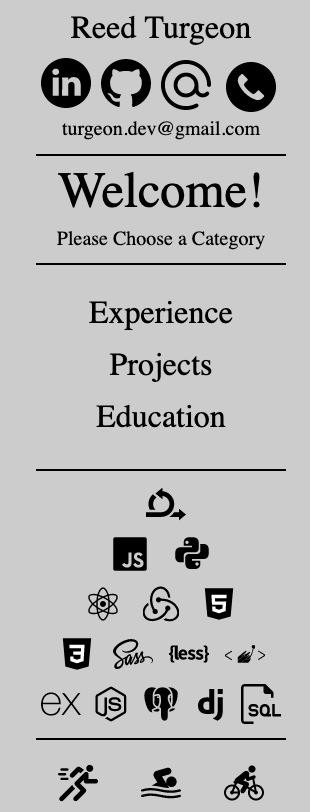 Reed Turgeon
in @
turgeon.dev@gmail.com
Welcome!
Please Choose a Category
Experience
Projects
Education
JS
5
3 Sass {less} < >
ex JS dj SQL